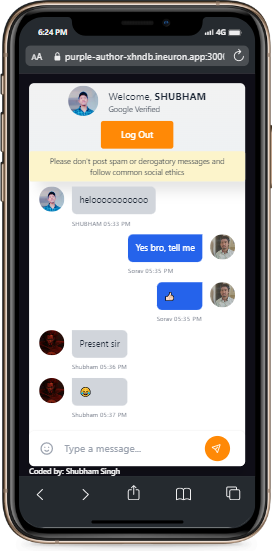 6:24 PM
4G
AA
purple-author-xhndb.ineuron.app:300
Welcome, SHUBHAM
Google Verified
Log Out
Please don't post spam or derogatory messages and
follow common social ethics
helooooooooooo
SHUBHAM 05:33 PM
Yes bro, tell me
Sorav 05:35 PM
👍🏻
Sorav 05:35 PM
Present sir
Shubham 05:36 PM
😂
Shubham 05:37 PM
Type a message...
Coded by: Shubham Singh